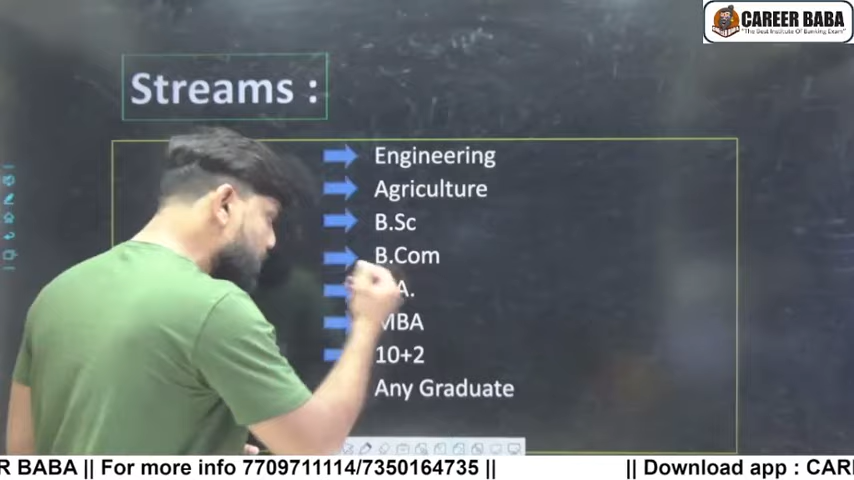 CAREER BABA
"The Best Institute Of Banking Exam"
Streams :
Engineering
Agriculture
B.Sc
B.Com
A.
MBA
10+2
Any Graduate
R BABA || For more info 7709711114/7350164735 || || Download app : CARE